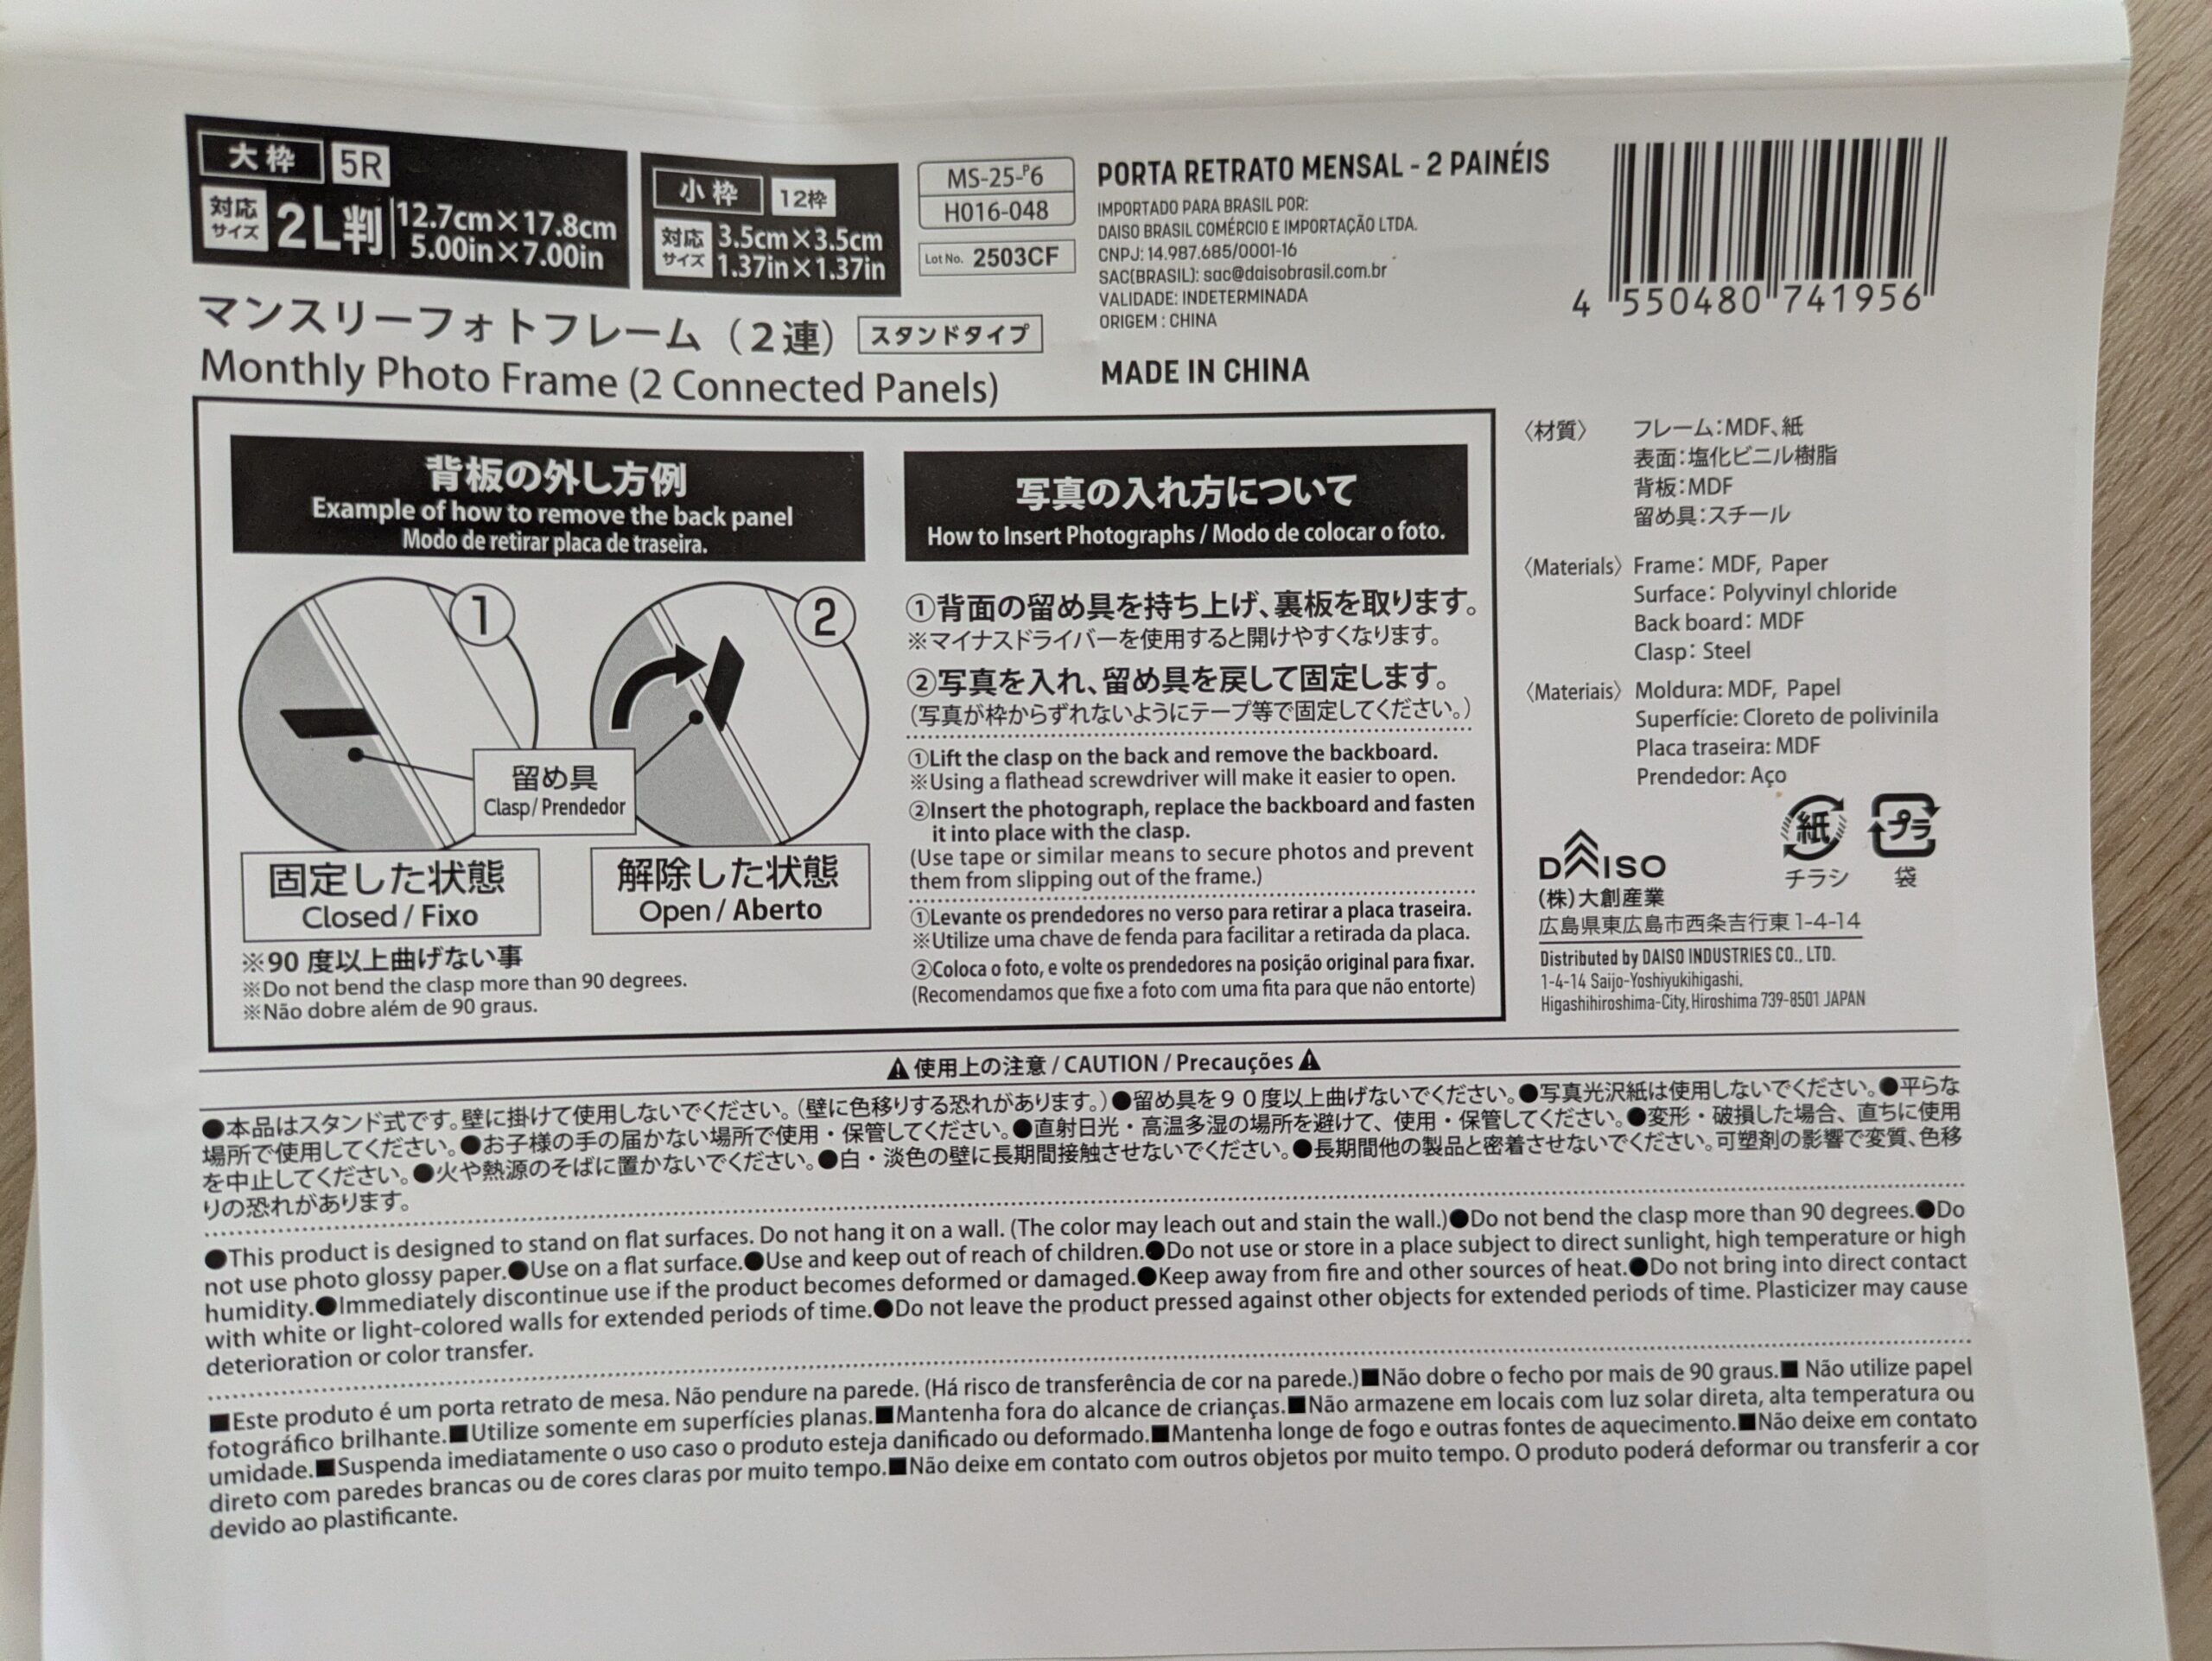 大枠 5R
対応サイズ 2L判 12.7cm×17.8cm
5.00in×7.00in
小枠 12枠
対応サイズ 3.5cm×3.5cm
1.37in×1.37in
MS-25-P6
H016-048
Lot No. 2503CF
マンスリーフォトフレーム（2連） スタンドタイプ
Monthly Photo Frame (2 Connected Panels)
PORTA RETRATO MENSAL - 2 PAINÉIS
IMPORTADO PARA BRASIL POR:
DAISO BRASIL COMÉRCIO E IMPORTAÇÃO LTDA.
CNPJ: 14.987.685/0001-16
SAC(BRASIL): sac@daisobrasil.com.br
VALIDADE: INDETERMINADA
ORIGEM : CHINA
MADE IN CHINA
4 550480 741956
背板の外し方例
Example of how to remove the back panel
Modo de retirar placa de traseira.
1
2
留め具
Clasp/Prendedor
固定した状態
Closed / Fixo
解除した状態
Open / Aberto
※90 度以上曲げない事
※Do not bend the clasp more than 90 degrees.
※Não dobre além de 90 graus.
写真の入れ方について
How to Insert Photographs / Modo de colocar o foto.
①背面の留め具を持ち上げ、裏板を取ります。
※マイナスドライバーを使用すると開けやすくなります。
②写真を入れ、留め具を戻して固定します。
（写真が枠からずれないようにテープ等で固定してください。）
①Lift the clasp on the back and remove the backboard.
※Using a flathead screwdriver will make it easier to open.
②Insert the photograph, replace the backboard and fasten
it into place with the clasp.
(Use tape or similar means to secure photos and prevent
them from slipping out of the frame.)
①Levante os prendedores no verso para retirar a placa traseira.
※Utilize uma chave de fenda para facilitar a retirada da placa.
②Coloca o foto, e volte os prendedores na posição original para fixar.
(Recomendamos que fixe a foto com uma fita para que não entorte)
〈材質〉 フレーム：MDF、紙
表面：塩化ビニル樹脂
背板：MDF
留め具：スチール
〈Materials〉 Frame: MDF, Paper
Surface: Polyvinyl chloride
Back board: MDF
Clasp: Steel
〈Materiais〉 Moldura: MDF, Papel
Superfície: Cloreto de polivinila
Placa traseira: MDF
Prendedor: Aço
紙 プラ
チラシ 袋
DAISO
(株)大創産業
広島県東広島市西条吉行東 1-4-14
Distributed by DAISO INDUSTRIES CO., LTD.
1-4-14 Saijo-Yoshiyukihigashi,
Higashihiroshima-City, Hiroshima 739-8501 JAPAN
使用上の注意 / CAUTION / Precauções
●本品はスタンド式です。壁に掛けて使用しないでください。（壁に色移りする恐れがあります。）●留め具を９０度以上曲げないでください。●写真光沢紙は使用しないでください。●平らな
場所で使用してください。●お子様の手の届かない場所で使用・保管してください。●直射日光・高温多湿の場所を避けて、使用・保管してください。●変形・破損した場合、直ちに使用
を中止してください。●火や熱源のそばに置かないでください。●白・淡色の壁に長期間接触させないでください。●長期間他の製品と密着させないでください。可塑剤の影響で変質、色移
りの恐れがあります。
●This product is designed to stand on flat surfaces. Do not hang it on a wall. (The color may leach out and stain the wall.)●Do not bend the clasp more than 90 degrees.●Do
not use photo glossy paper.●Use on a flat surface.●Use and keep out of reach of children.●Do not use or store in a place subject to direct sunlight, high temperature or high
humidity.●Immediately discontinue use if the product becomes deformed or damaged.●Keep away from fire and other sources of heat.●Do not bring into direct contact
with white or light-colored walls for extended periods of time.●Do not leave the product pressed against other objects for extended periods of time. Plasticizer may cause
deterioration or color transfer.
■Este produto é um porta retrato de mesa. Não pendure na parede. (Há risco de transferência de cor na parede.)■Não dobre o fecho por mais de 90 graus.■ Não utilize papel
fotográfico brilhante.■Utilize somente em superfícies planas.■Mantenha fora do alcance de crianças.■Não armazene em locais com luz solar direta, alta temperatura ou
umidade.■Suspenda imediatamente o uso caso o produto esteja danificado ou deformado.■Mantenha longe de fogo e outras fontes de aquecimento.■Não deixe em contato
direto com paredes brancas ou de cores claras por muito tempo.■Não deixe em contato com outros objetos por muito tempo. O produto poderá deformar ou transferir a cor
devido ao plastificante.